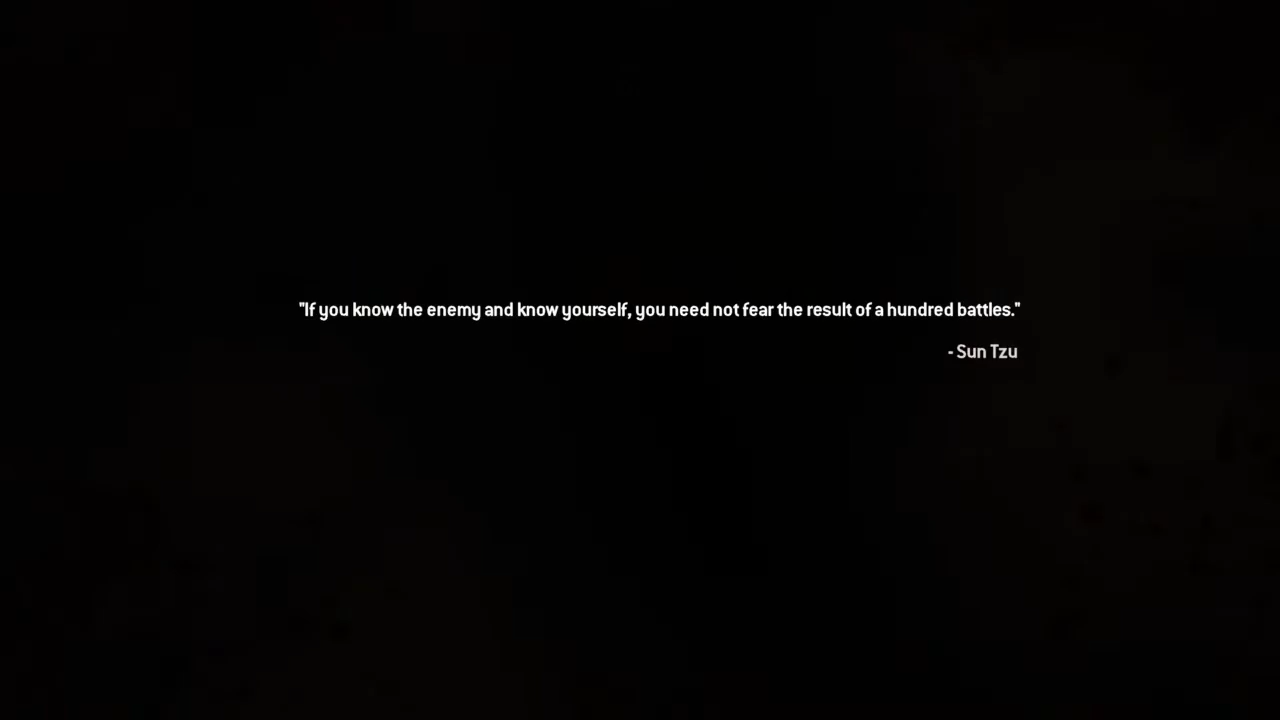 "If you know the enemy and know yourself, you need not fear the result of a hundred battles."
- Sun Tzu